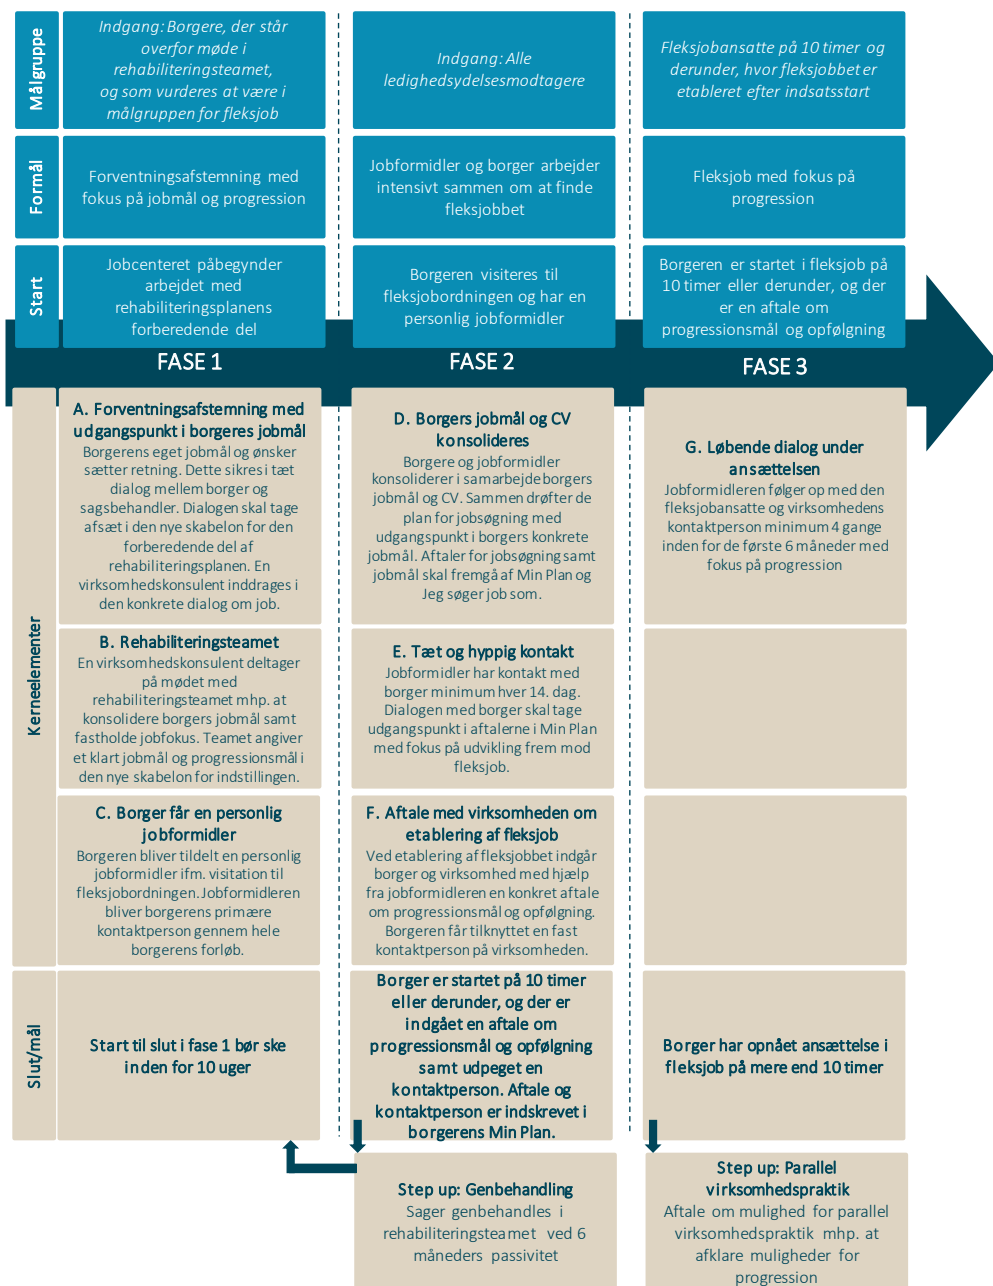 Målgruppe
Indgang: Borgere, der står
overfor møde i
rehabiliteringsteamet,
og som vurderes at være i
målgruppen for fleksjob
Indgang: Alle
ledighedsydelsesmodtagere
Fleksjobansatte på 10 timer og
derunder, hvor fleksjobbet er
etableret efter indsatsstart
Formål
Forventningsafstemning med
fokus på jobmål og progression
Jobformidler og borger arbejder
intensivt sammen om at finde
fleksjobbet
Fleksjob med fokus på
progression
Start
Jobcenteret påbegynder
arbejdet med
rehabiliteringsplanens
forberedende del
Borgeren visiteres til
fleksjobordningen og har en
personlig jobformidler
Borgeren er startet i fleksjob på
10 timer eller derunder, og der
er en aftale om
progressionsmål og opfølgning
FASE 1
FASE 2
FASE 3
Kerneelementer
A. Forventningsafstemning med
udgangspunkt i borgeres jobmål
Borgerens eget jobmål og ønsker
sætter retning. Dette sikres i tæt
dialog mellem borger og
sagsbehandler. Dialogen skal tage
afsæt i den nye skabelon for den
forberedende del af
rehabiliteringsplanen. En
virksomhedskonsulent inddrages i
den konkrete dialog om job.
D. Borgers jobmål og CV
konsolideres
Borgere og jobformidler
konsoliderer i samarbejde borgers
jobmål og CV. Sammen drøfter de
plan for jobsøgning med
udgangspunkt i borgers konkrete
jobmål. Aftaler for jobsøgning samt
jobmål skal fremgå af Min Plan og
Jeg søger job som.
G. Løbende dialog under
ansættelsen
Jobformidleren følger op med den
fleksjobansatte og virksomhedens
kontaktperson minimum 4 gange
inden for de første 6 måneder med
fokus på progression
B. Rehabiliteringsteamet
En virksomhedskonsulent deltager
på mødet med
rehabiliteringsteamet mhp. at
konsolidere borgers jobmål samt
fastholde jobfokus. Teamet angiver
et klart jobmål og progressionsmål i
den nye skabelon for indstillingen.
E. Tæt og hyppig kontakt
Jobformidler har kontakt med
borger minimum hver 14. dag.
Dialogen med borger skal tage
udgangspunkt i aftalerne i Min Plan
med fokus på udvikling frem mod
fleksjob.
C. Borger får en personlig
jobformidler
Borgeren bliver tildelt en personlig
jobformidler ifm. visitation til
fleksjobordningen. Jobformidleren
bliver borgerens primære
kontaktperson gennem hele
borgerens forløb.
F. Aftale med virksomheden om
etablering af fleksjob
Ved etablering af fleksjobbet indgår
borger og virksomhed med hjælp
fra jobformidleren en konkret aftale
om progressionsmål og opfølgning.
Borgeren får tilknyttet en fast
kontaktperson på virksomheden.
Slut/mål
Start til slut i fase 1 bør ske
inden for 10 uger
Borger er startet på 10 timer
eller derunder, og der er
indgået en aftale om
progressionsmål og opfølgning
samt udpeget en
kontaktperson. Aftale og
kontaktperson er indskrevet i
borgerens Min Plan.
Borger har opnået ansættelse i
fleksjob på mere end 10 timer
Step up: Genbehandling
Sager genbehandles i
rehabiliteringsteamet ved 6
måneders passivitet
Step up: Parallel
virksomhedspraktik
Aftale om mulighed for parallel
virksomhedspraktik mhp. at
afklare muligheder for
progression